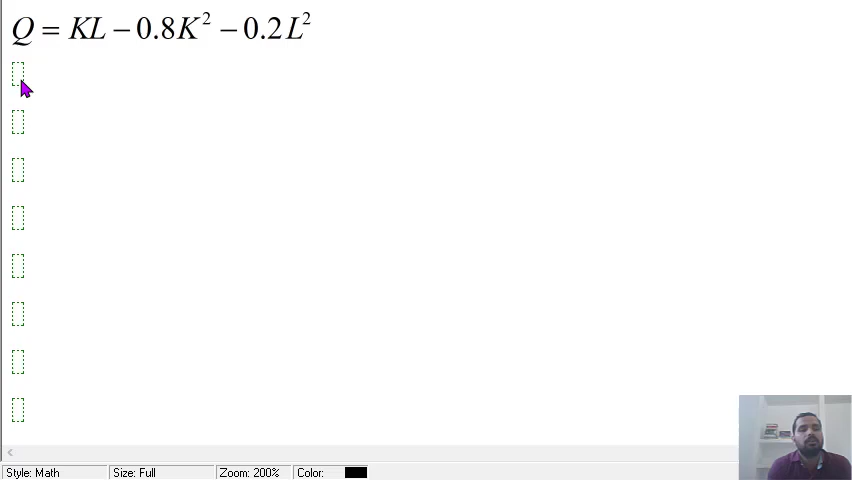 Q = KL − 0.8K² − 0.2L²
Style: Math Size: Full Zoom: 200% Color: